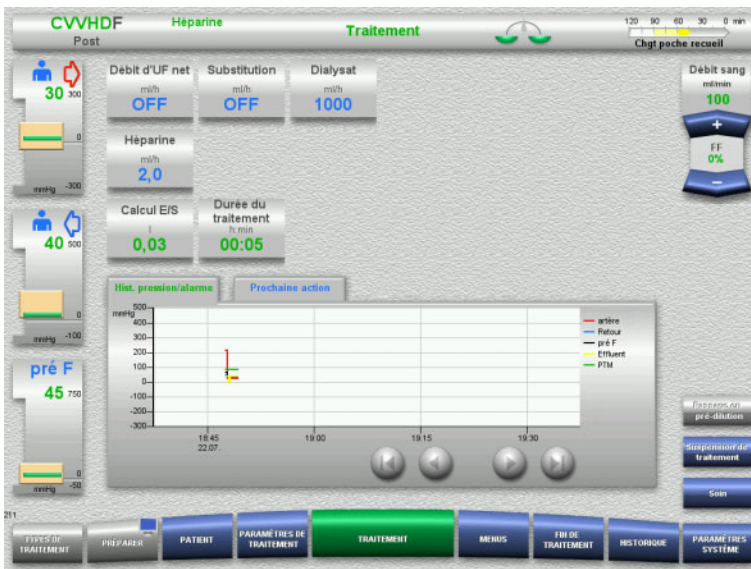 CVVHDF
Post
Héparine
Traitement
120 90 60 30 0 min
Chgt poche recueil
30 300
0
mmHg -300
40 500
0
mmHg -100
pré F
45 750
0
mmHg -50
Débit d'UF net
ml/h
OFF
Substitution
ml/h
OFF
Dialysat
ml/h
1000
Héparine
ml/h
2,0
Calcul E/S
l
0,03
Durée du
traitement
h:min
00:05
Débit sang
ml/min
100
+
FF
0%
−
Hist. pression/alarme
Prochaine action
mmHg
500
400
300
200
100
0
-100
-200
-300
18:45
22.07.
19:00
19:15
19:30
artère
Retour
pré F
Effluent
PTM
Passage en
pré-dilution
Suspension de
traitement
Soin
211
TYPES DE
TRAITEMENT
PRÉPARER
PATIENT
PARAMÈTRES DE
TRAITEMENT
TRAITEMENT
MENUS
FIN DE
TRAITEMENT
HISTORIQUE
PARAMÈTRES
SYSTÈME